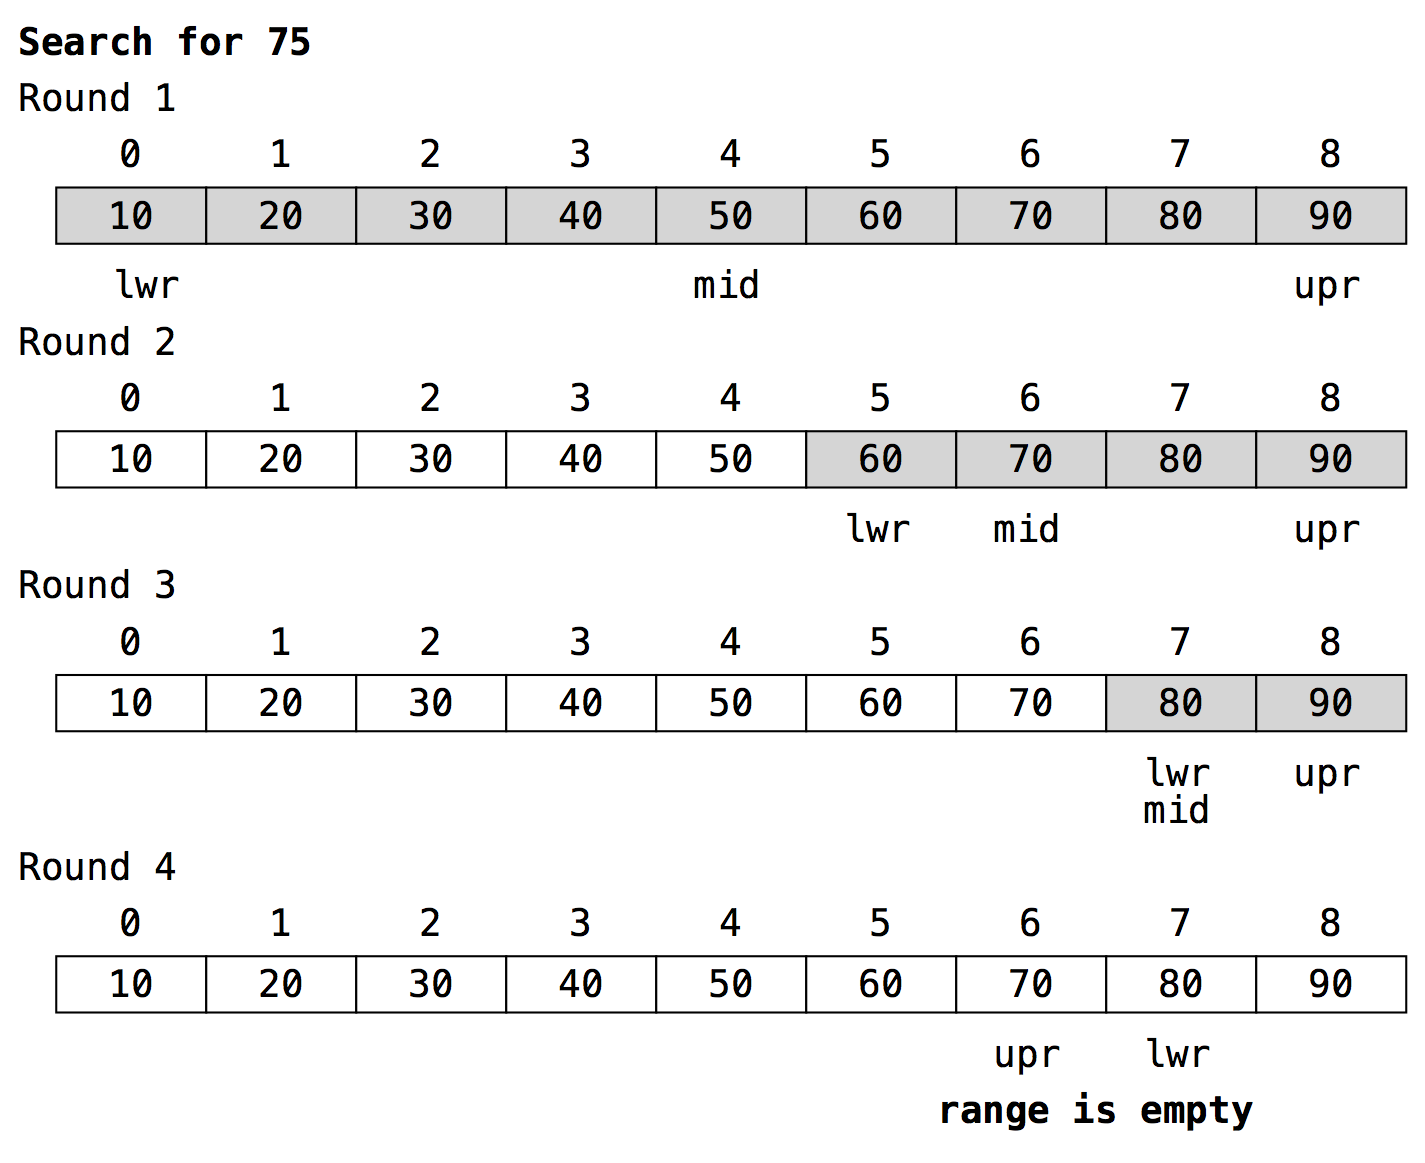 Search for 75
Round 1
0 1 2 3 4 5 6 7 8
10 20 30 40 50 60 70 80 90
lwr mid upr
Round 2
0 1 2 3 4 5 6 7 8
10 20 30 40 50 60 70 80 90
lwr mid upr
Round 3
0 1 2 3 4 5 6 7 8
10 20 30 40 50 60 70 80 90
lwr upr
mid
Round 4
0 1 2 3 4 5 6 7 8
10 20 30 40 50 60 70 80 90
upr lwr
range is empty